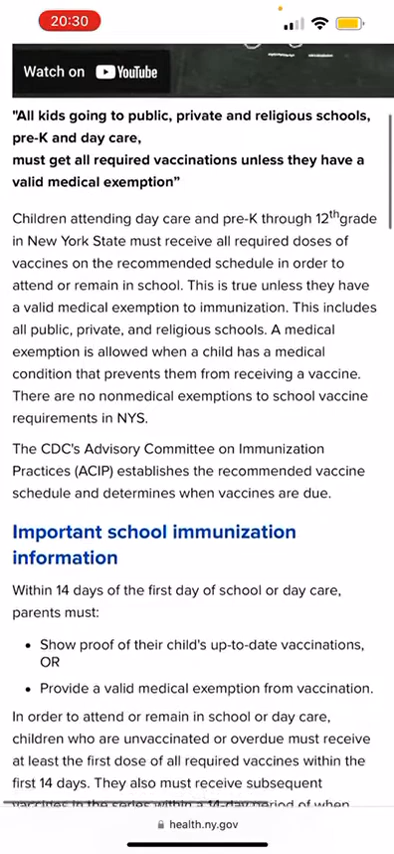 20:30
Watch on YouTube
"All kids going to public, private and religious schools,
pre-K and day care,
must get all required vaccinations unless they have a
valid medical exemption”
Children attending day care and pre-K through 12th grade
in New York State must receive all required doses of
vaccines on the recommended schedule in order to
attend or remain in school. This is true unless they have
a valid medical exemption to immunization. This includes
all public, private, and religious schools. A medical
exemption is allowed when a child has a medical
condition that prevents them from receiving a vaccine.
There are no nonmedical exemptions to school vaccine
requirements in NYS.
The CDC's Advisory Committee on Immunization
Practices (ACIP) establishes the recommended vaccine
schedule and determines when vaccines are due.
Important school immunization
information
Within 14 days of the first day of school or day care,
parents must:
• Show proof of their child's up-to-date vaccinations,
OR
• Provide a valid medical exemption from vaccination.
In order to attend or remain in school or day care,
children who are unvaccinated or overdue must receive
at least the first dose of all required vaccines within the
first 14 days. They also must receive subsequent
vaccines in the series within a 14-day period of when
health.ny.gov